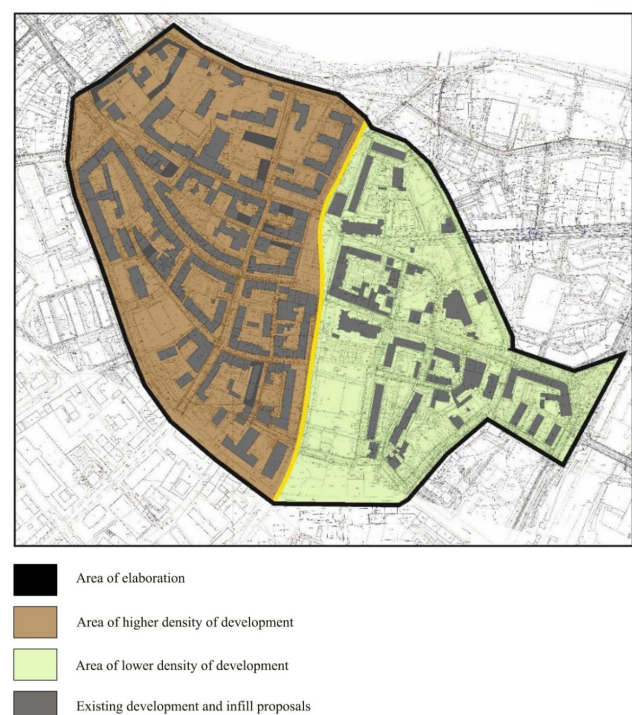 Area of elaboration
Area of higher density of development
Area of lower density of development
Existing development and infill proposals